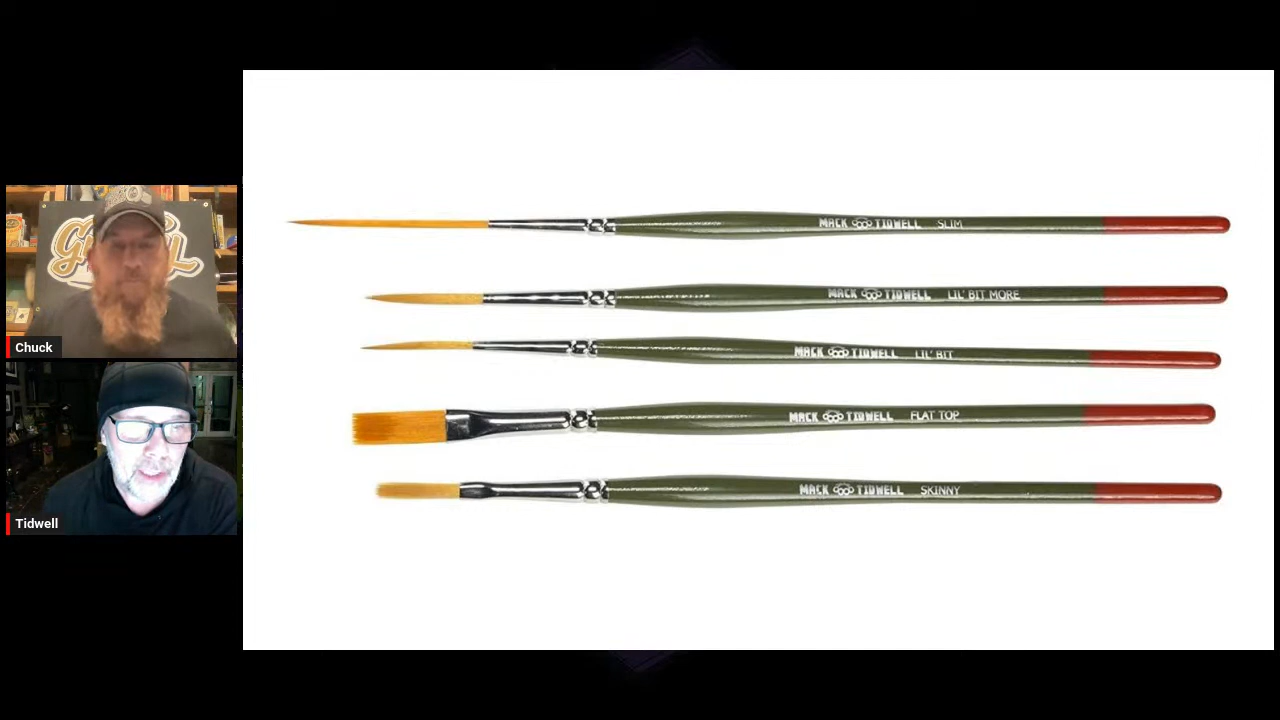 MACK TIDWELL SLIM
MACK TIDWELL LIL' BIT MORE
MACK TIDWELL LIL' BIT
MACK TIDWELL FLAT TOP
MACK TIDWELL SKINNY
Chuck
Tidwell